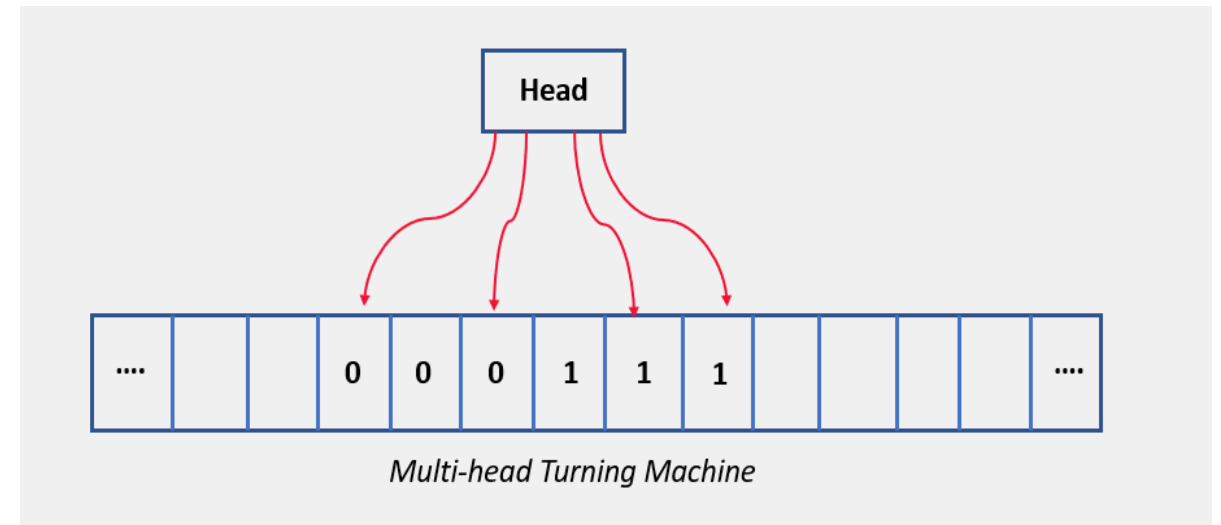 Head
.... 0 0 0 1 1 1 ....
Multi-head Turning Machine